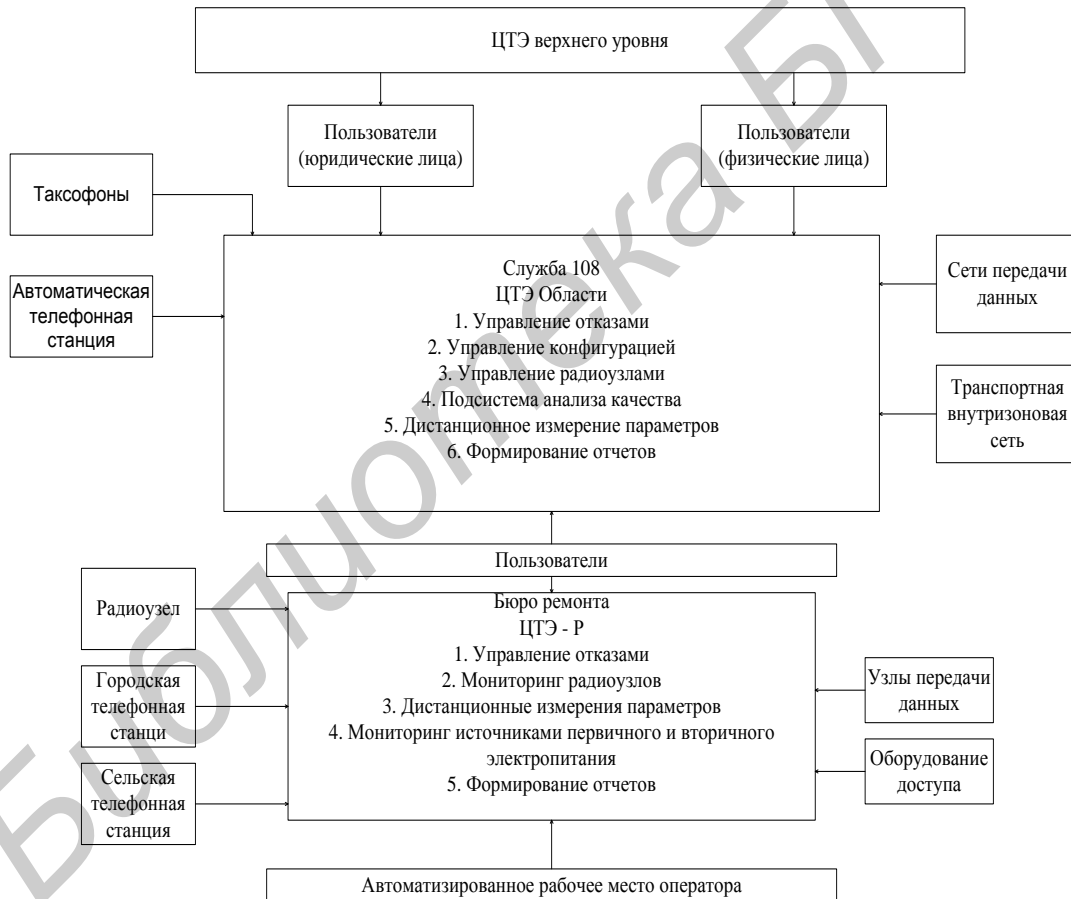 ЦТЭ верхнего уровня
Пользователи
(юридические лица)
Пользователи
(физические лица)
Таксофоны
Автоматическая
телефонная
станция
Служба 108
ЦТЭ Области
1. Управление отказами
2. Управление конфигурацией
3. Управление радиоузлами
4. Подсистема анализа качества
5. Дистанционное измерение параметров
6. Формирование отчетов
Сети передачи
данных
Транспортная
внутризоновая
сеть
Пользователи
Радиоузел
Городская
телефонная
станци
Сельская
телефонная
станция
Бюро ремонта
ЦТЭ - Р
1. Управление отказами
2. Мониторинг радиоузлов
3. Дистанционные измерения параметров
4. Мониторинг источниками первичного и вторичного
электропитания
5. Формирование отчетов
Узлы передачи
данных
Оборудование
доступа
Автоматизированное рабочее место оператора
Библиотека